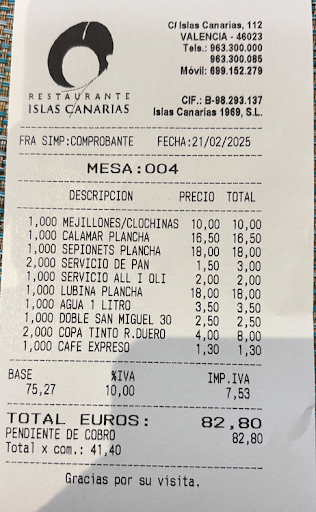 RESTAURANTE
ISLAS CANARIAS
C/ Islas Canarias, 112
VALENCIA - 46023
Tels.: 963.300.000
963.300.085
Móvil: 699.152.279
CIF.: B-98.293.137
Islas Canarias 1969, S.L.
FRA SIMP:COMPROBANTE FECHA:21/02/2025
MESA:004
DESCRIPCION PRECIO TOTAL
1,000 MEJILLONES/CLOCHINAS 10,00 10,00
1,000 CALAMAR PLANCHA 16,50 16,50
1,000 SEPIONETS PLANCHA 18,00 18,00
2,000 SERVICIO DE PAN 1,50 3,00
1,000 SERVICIO ALL I OLI 2,00 2,00
1,000 LUBINA PLANCHA 18,00 18,00
1,000 AGUA 1 LITRO 3,50 3,50
1,000 DOBLE SAN MIGUEL 30 2,50 2,50
2,000 COPA TINTO R.DUERO 4,00 8,00
1,000 CAFE EXPRESO 1,30 1,30
BASE %IVA IMP.IVA
75,27 10,00 7,53
TOTAL EUROS: 82,80
PENDIENTE DE COBRO 82,80
Total x com.: 41,40
Gracias por su visita.